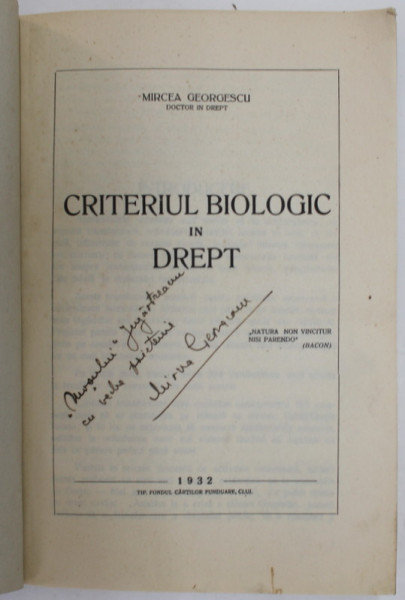 MIRCEA GEORGESCU
DOCTOR IN DREPT
CRITERIUL BIOLOGIC
IN
DREPT
„NATURA NON VINCITUR
NISI PARENDO"
(BACON)
cu vechea prietenie
Mircea Georgescu
1932
TIP. FONDUL CĂRȚILOR FUNDUARE, CLUJ.